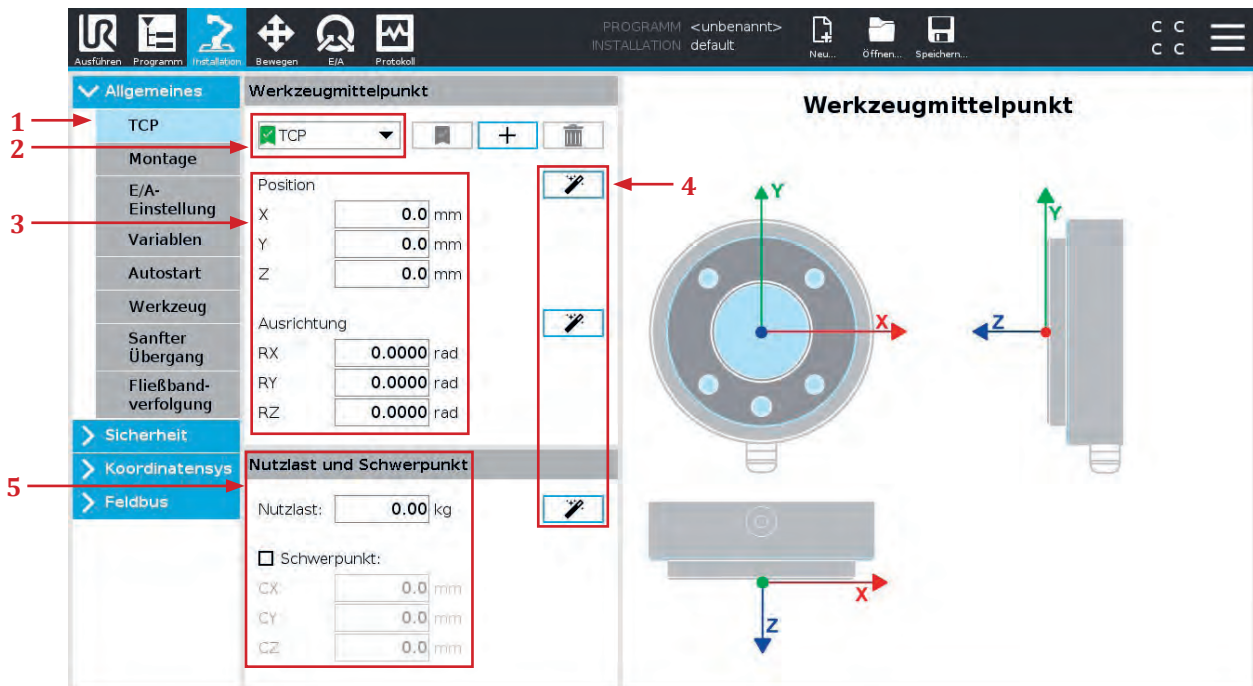 UR
PROGRAMM <unbenannt>
INSTALLATION default
C C
C C
Ausführen Programm Installation Bewegen E/A Protokoll Neu... Öffnen... Speichern...
Allgemeines
TCP
Montage
E/A-
Einstellung
Variablen
Autostart
Werkzeug
Sanfter
Übergang
Fließband-
verfolgung
Sicherheit
Koordinatensys
Feldbus
1
2
3
4
5
Werkzeugmittelpunkt
TCP
Position
X 0.0 mm
Y 0.0 mm
Z 0.0 mm
Ausrichtung
RX 0.0000 rad
RY 0.0000 rad
RZ 0.0000 rad
Nutzlast und Schwerpunkt
Nutzlast: 0.00 kg
Schwerpunkt:
CX 0.0 mm
CY 0.0 mm
CZ 0.0 mm
Werkzeugmittelpunkt
Y
X
Y
Z
X
Z